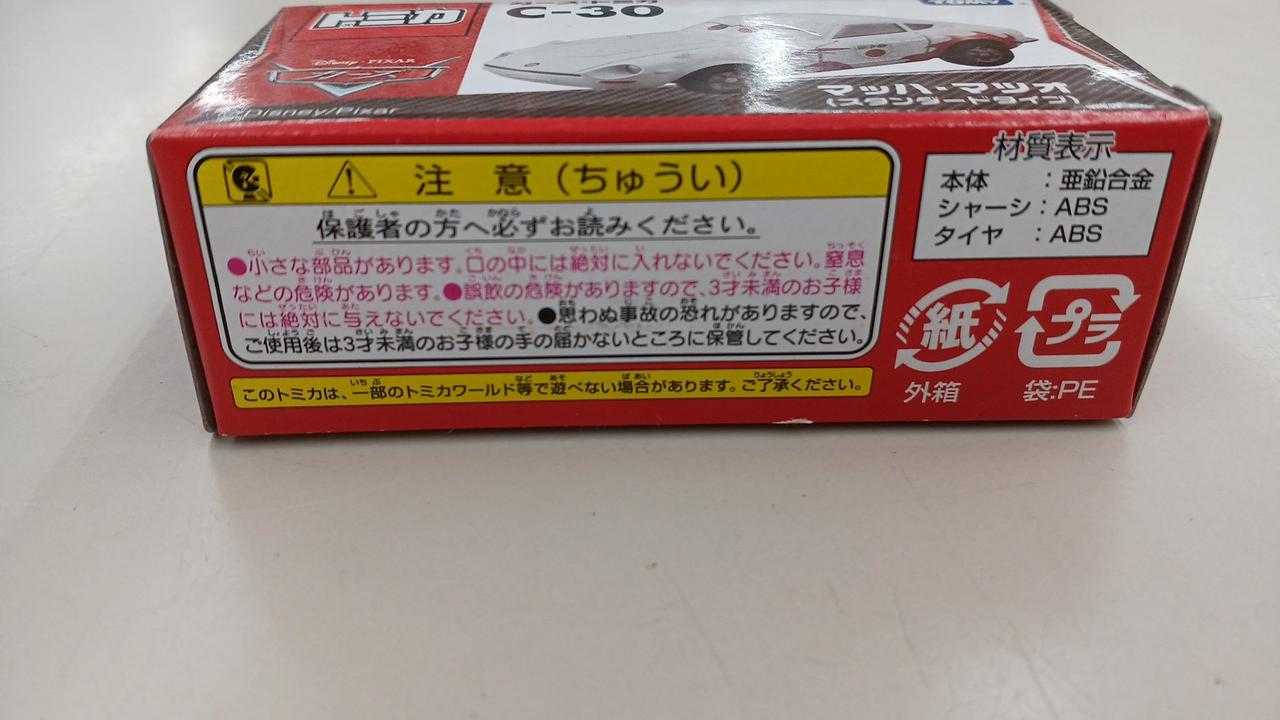 トミカ
カーズ・トミカ
C-30
TOMY
Disney・PIXAR
カーズ
マッハ・マツオ
(スタンダードタイプ)
Disney/Pixar
注 意(ちゅうい)
保護者の方へ必ずお読みください。
●小さな部品があります。口の中には絶対に入れないでください。窒息
などの危険があります。●誤飲の危険がありますので、3才未満のお子様
には絶対に与えないでください。●思わぬ事故の恐れがありますので、
ご使用後は3才未満のお子様の手の届かないところに保管してください。
このトミカは、一部のトミカワールド等で遊べない場合があります。ご了承ください。
材質表示
本体 :亜鉛合金
シャーシ:ABS
タイヤ :ABS
紙
外箱
プラ
袋:PE